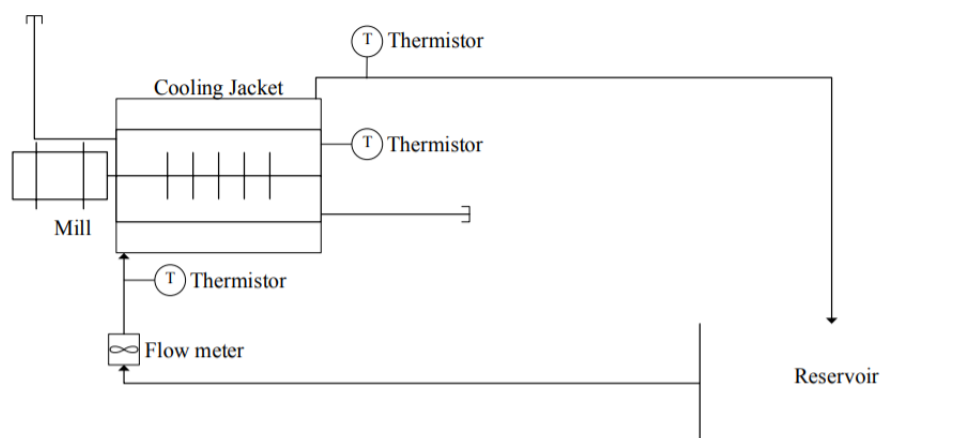 T Thermistor
Cooling Jacket
T Thermistor
Mill
T Thermistor
Flow meter
Reservoir